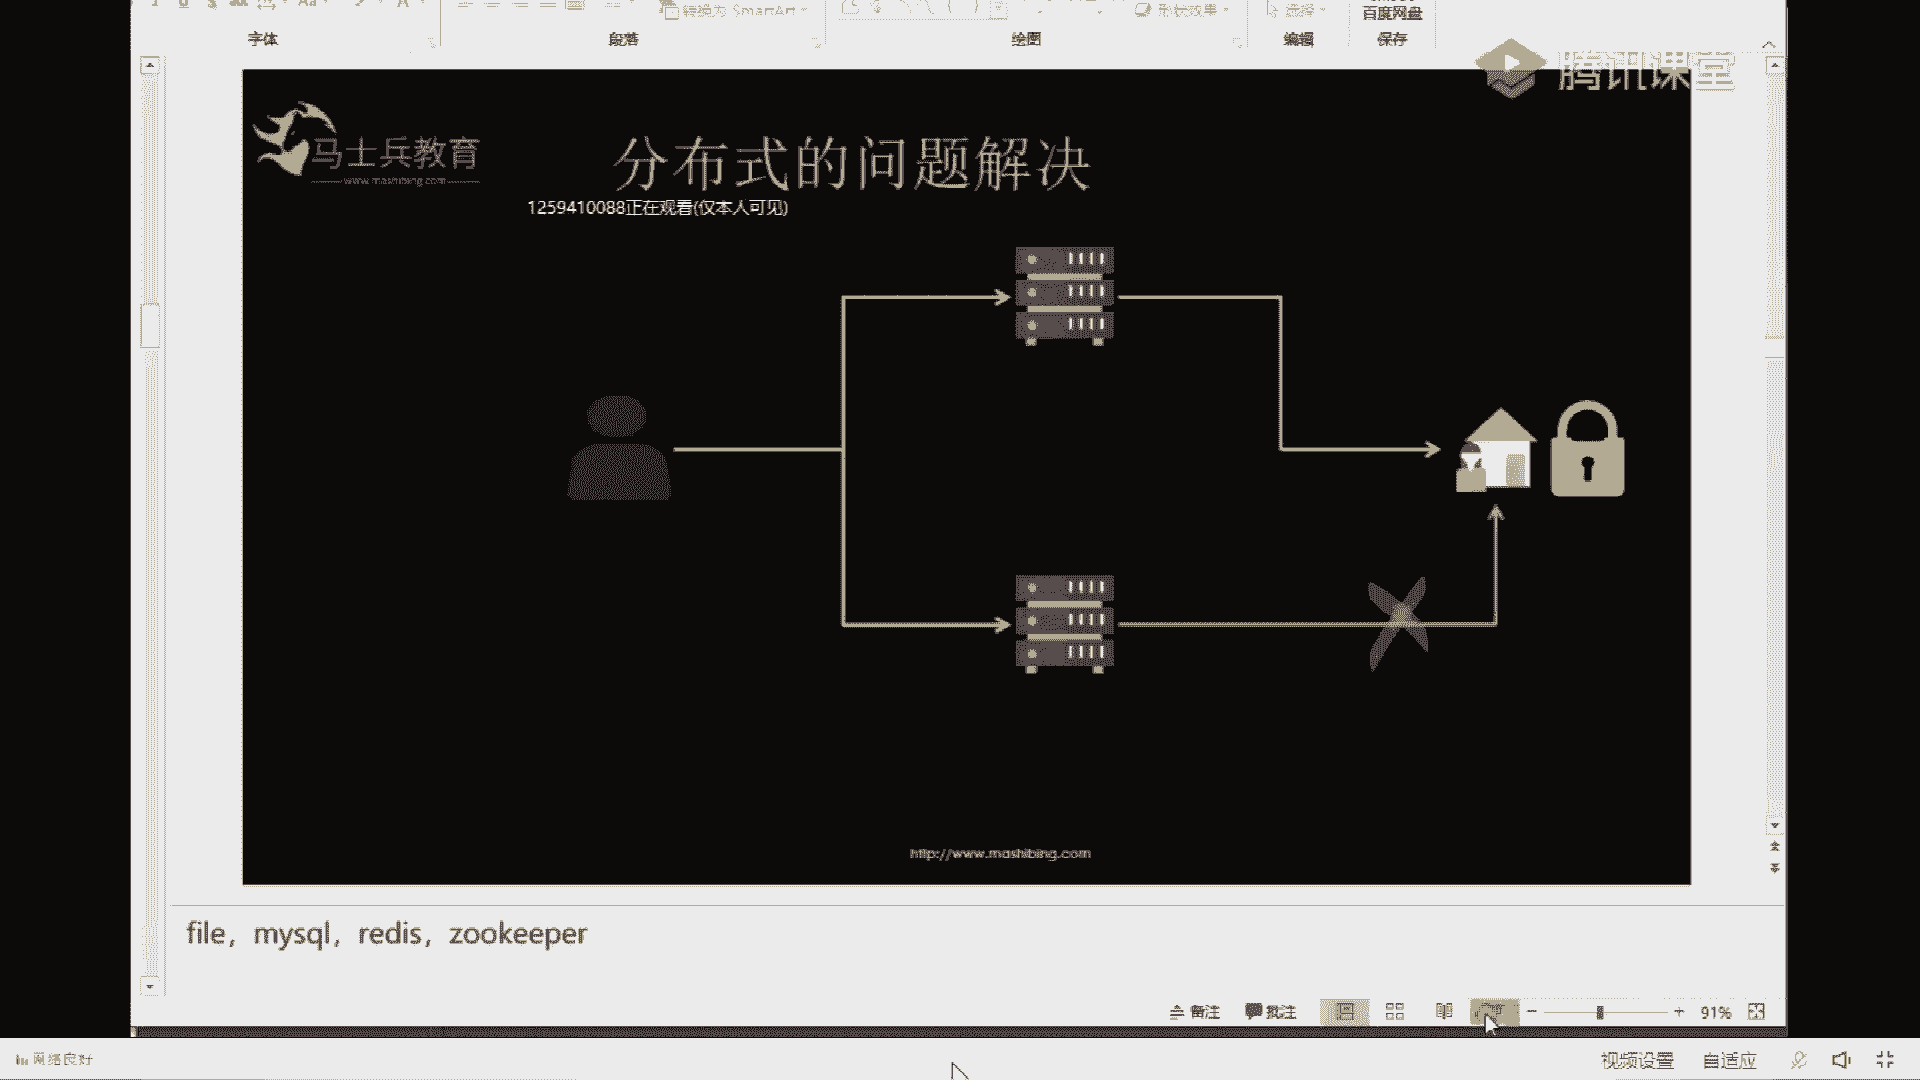 转换为 SmartArt
形状效果
选择
百度网盘
字体
段落
绘图
编辑
保存
腾讯课堂
马士兵教育
www.mashibing.com
分布式的问题解决
1259410088正在观看(仅本人可见)
http://www.mashibing.com
file，mysql，redis，zookeeper
备注
批注
91%
网络良好
视频设置
自适应